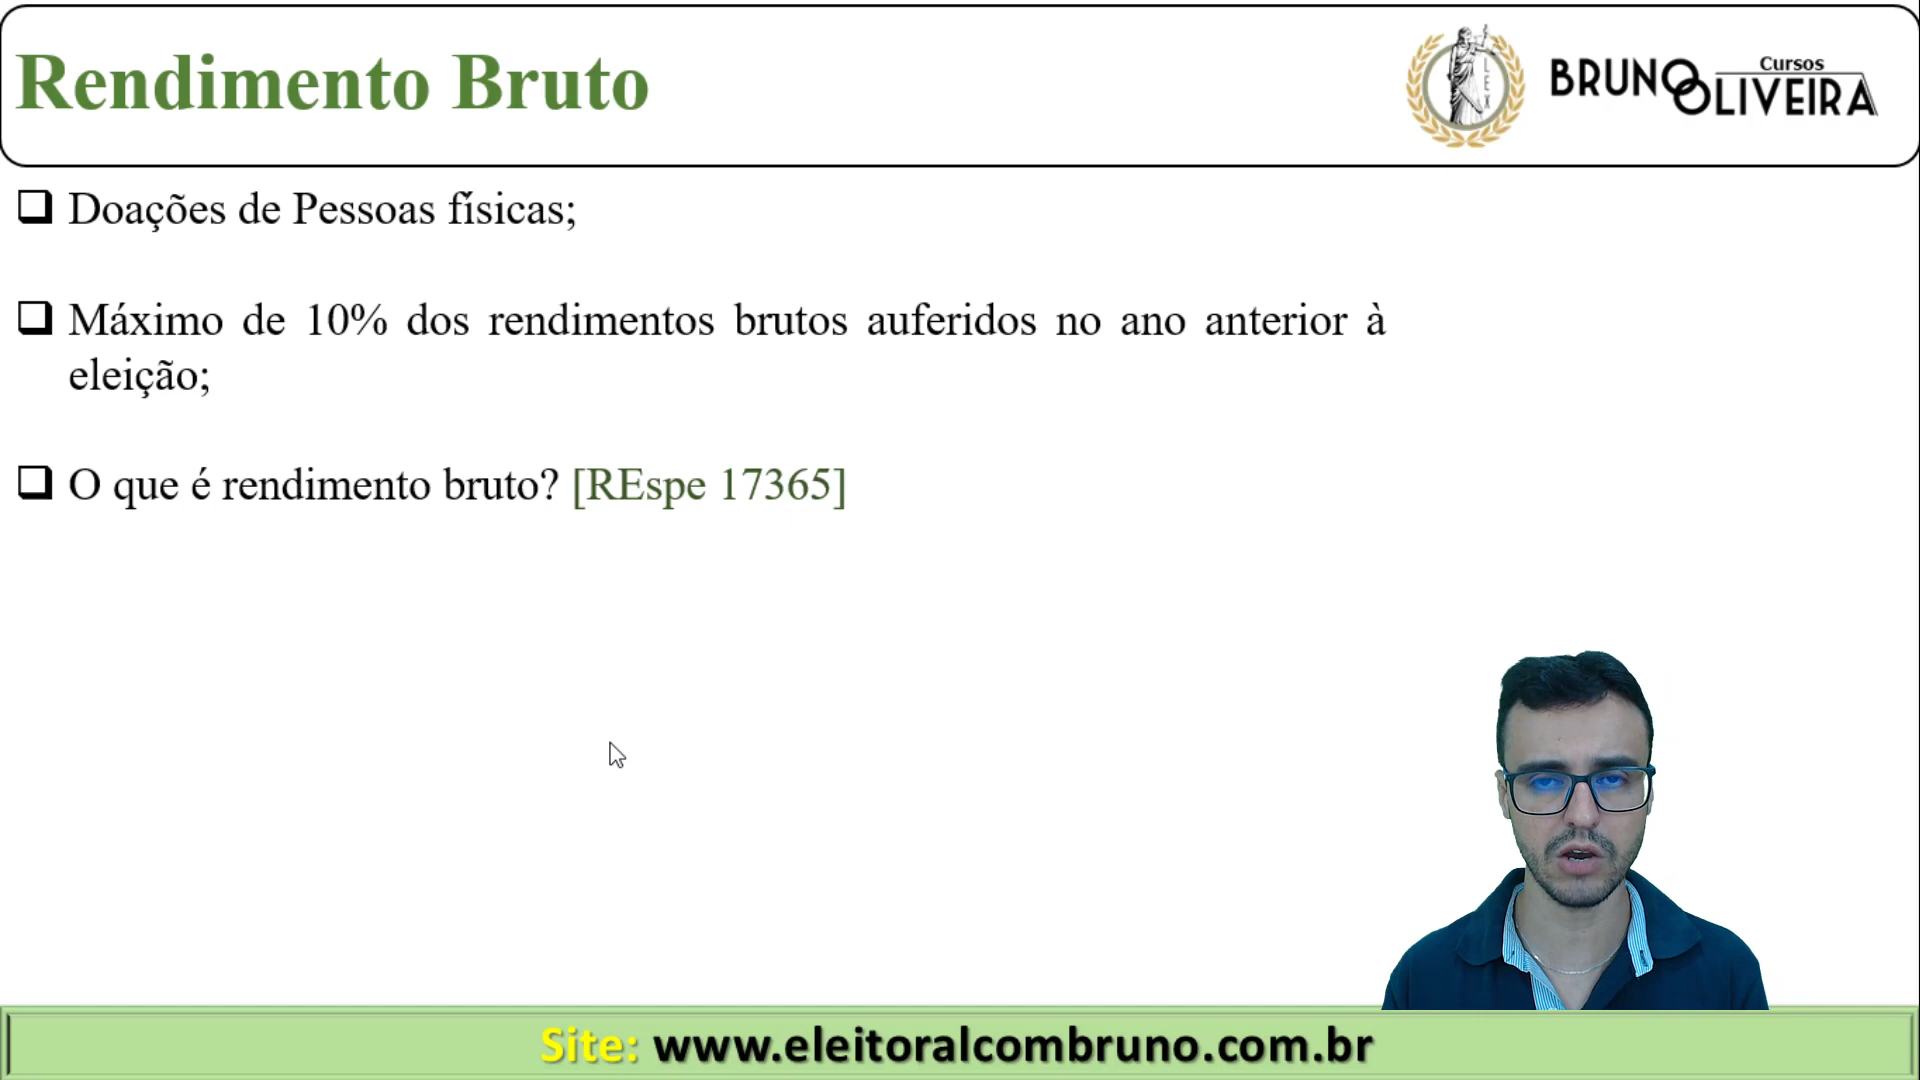 Rendimento Bruto
LEX
Cursos
BRUNO OLIVEIRA
Doações de Pessoas físicas;
Máximo de 10% dos rendimentos brutos auferidos no ano anterior à
eleição;
O que é rendimento bruto? [REspe 17365]
Site: www.eleitoralcombruno.com.br